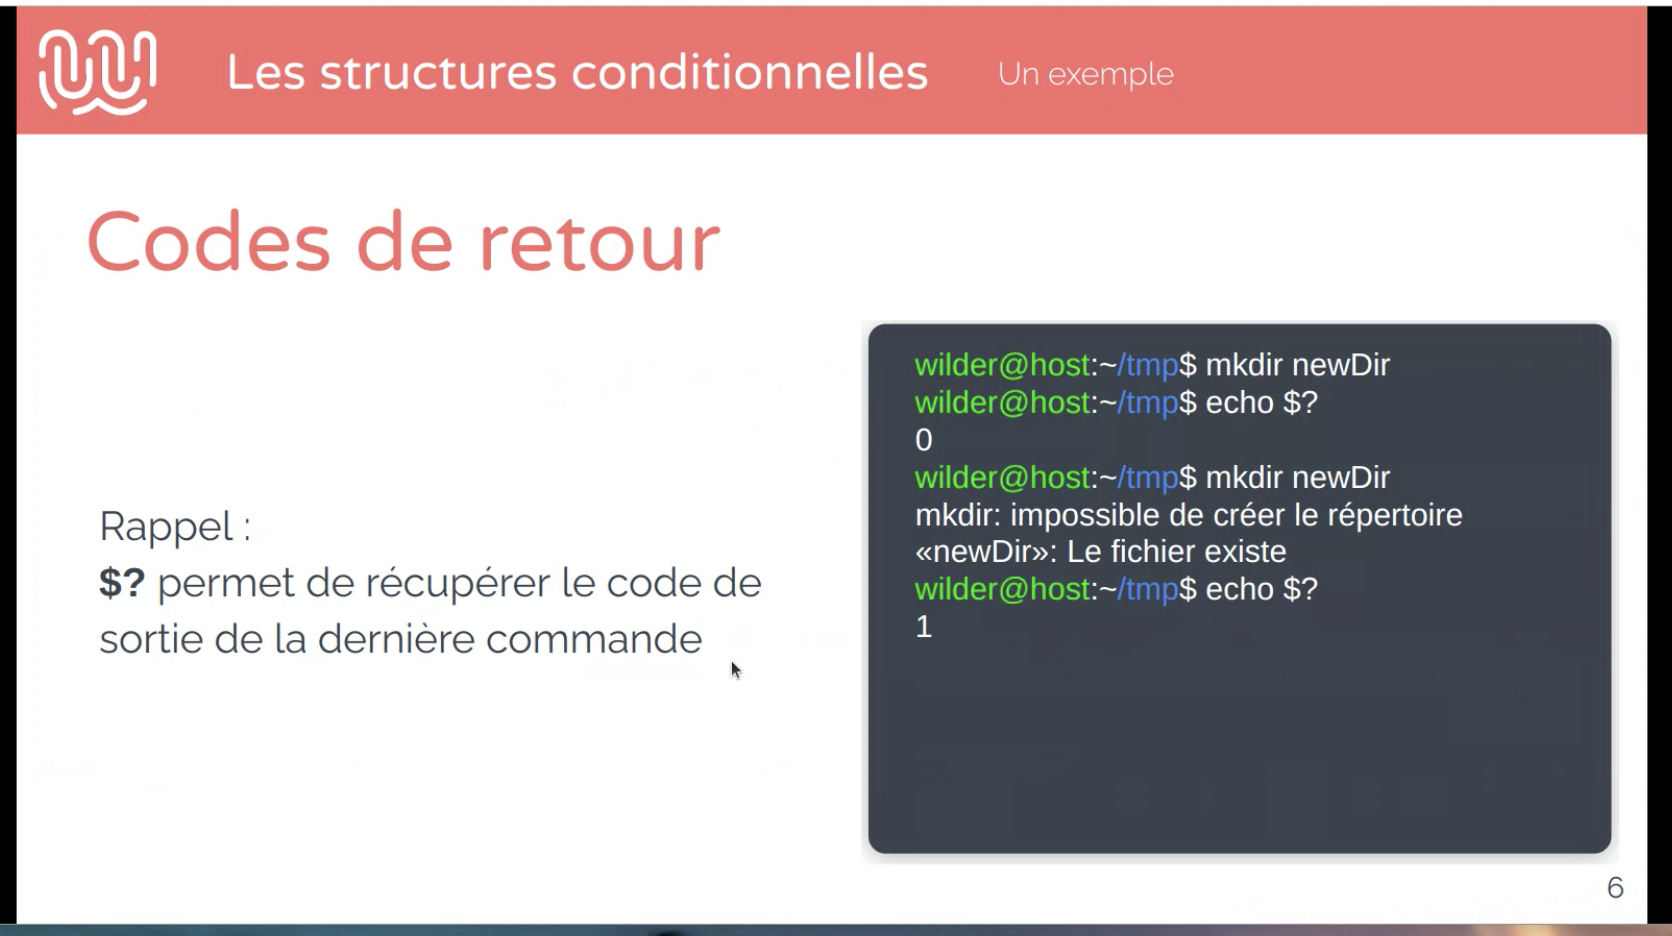 Les structures conditionnelles Un exemple
Codes de retour
Rappel :
$? permet de récupérer le code de
sortie de la dernière commande
wilder@host:~/tmp$ mkdir newDir
wilder@host:~/tmp$ echo $?
0
wilder@host:~/tmp$ mkdir newDir
mkdir: impossible de créer le répertoire
«newDir»: Le fichier existe
wilder@host:~/tmp$ echo $?
1
6